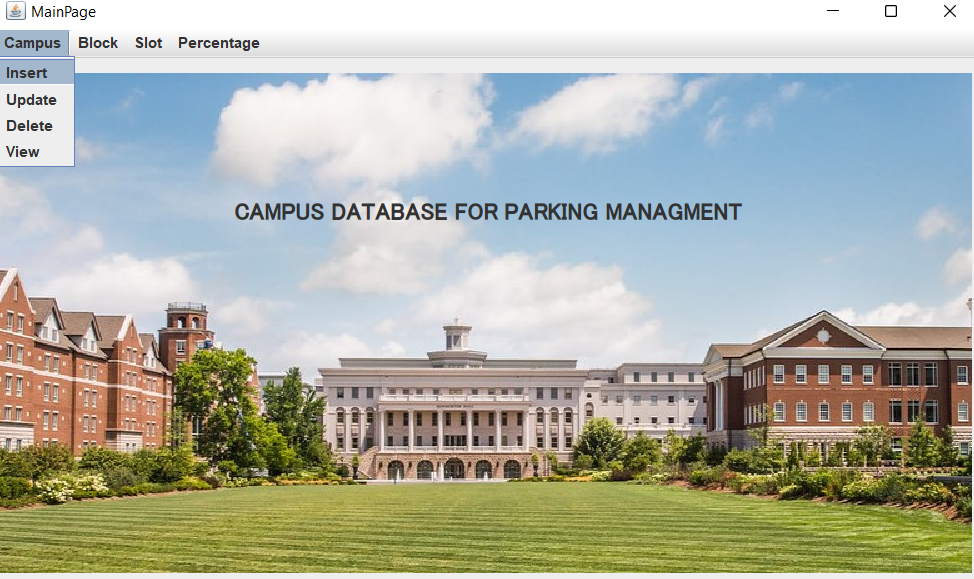 MainPage
Campus Block Slot Percentage
Insert
Update
Delete
View
CAMPUS DATABASE FOR PARKING MANAGMENT